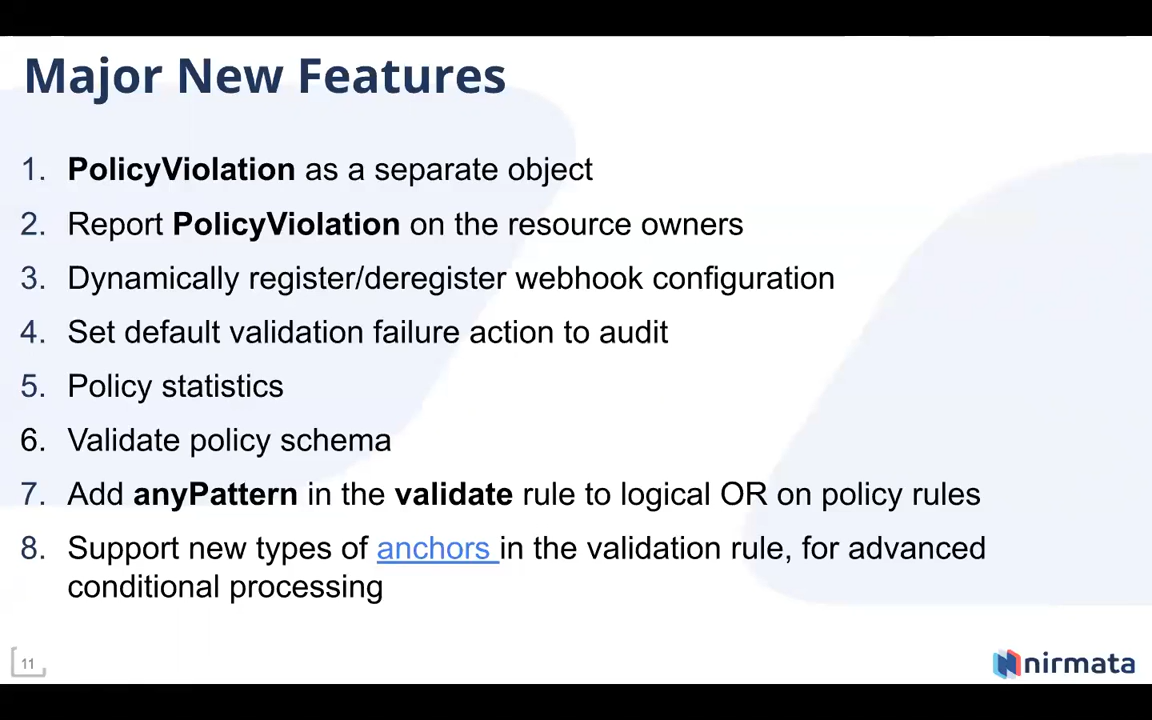 Major New Features
1. PolicyViolation as a separate object
2. Report PolicyViolation on the resource owners
3. Dynamically register/deregister webhook configuration
4. Set default validation failure action to audit
5. Policy statistics
6. Validate policy schema
7. Add anyPattern in the validate rule to logical OR on policy rules
8. Support new types of anchors in the validation rule, for advanced
conditional processing
11
nirmata